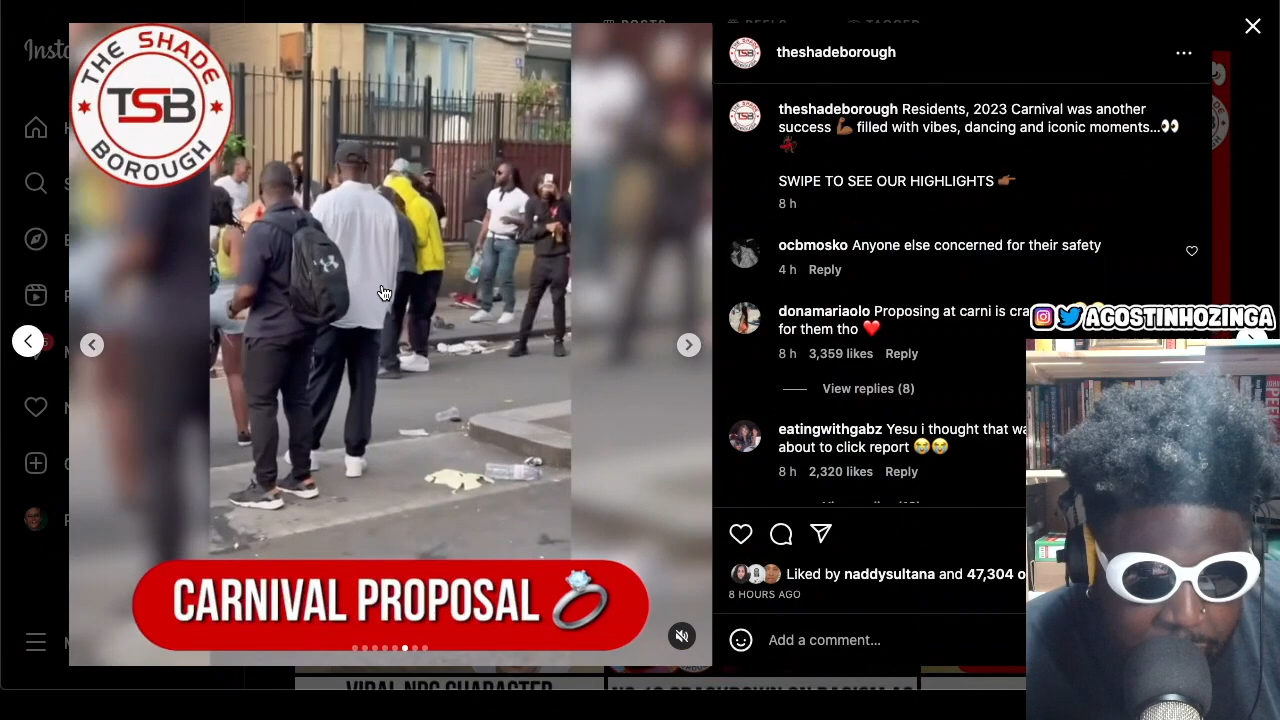 POSTS
REELS
TAGGED
Insta
THE SHADE
TSB
BOROUGH
theshadeborough
theshadeborough Residents, 2023 Carnival was another
success 💪🏾 filled with vibes, dancing and iconic moments...👀
💃🏾
SWIPE TO SEE OUR HIGHLIGHTS 👉🏾
8 h
ocbmosko Anyone else concerned for their safety
4 h Reply
donamariaolo Proposing at carni is
for them tho ❤️
8 h 3,359 likes Reply
View replies (8)
eatingwithgabz Yesu i thought that
about to click report 😭😭
8 h 2,320 likes Reply
AGOSTINHOZINGA
CARNIVAL PROPOSAL 💍
Liked by naddysultana and 47,304
8 HOURS AGO
Add a comment...
VIRAL NPC CHARACTER